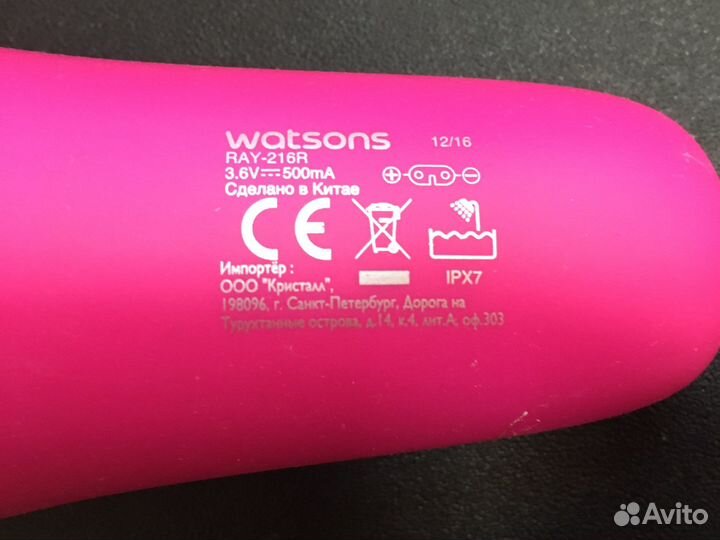 watsons 12/16
RAY-216R
3.6V⎓500mA
Сделано в Китае
CE
IPX7
Импортёр :
ООО "Кристалл",
198096, г. Санкт-Петербург, Дорога на
Турухтанные острова, д.14, к.4, лит.А, оф.303
Avito